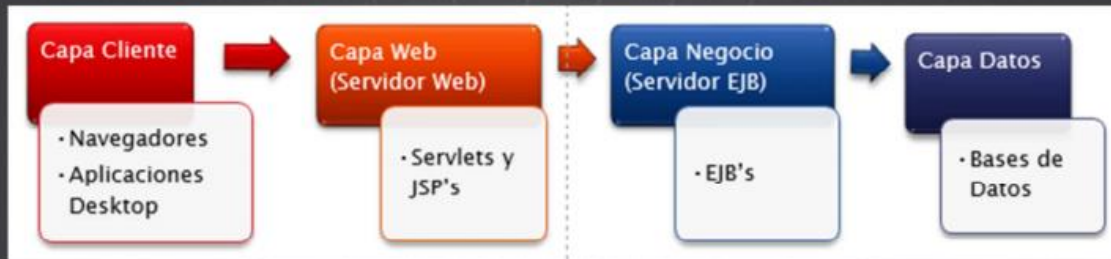 Capa Cliente
· Navegadores
· Aplicaciones
Desktop
Capa Web
(Servidor Web)
· Servlets y
JSP's
Capa Negocio
(Servidor EJB)
· EJB's
Capa Datos
· Bases de
Datos